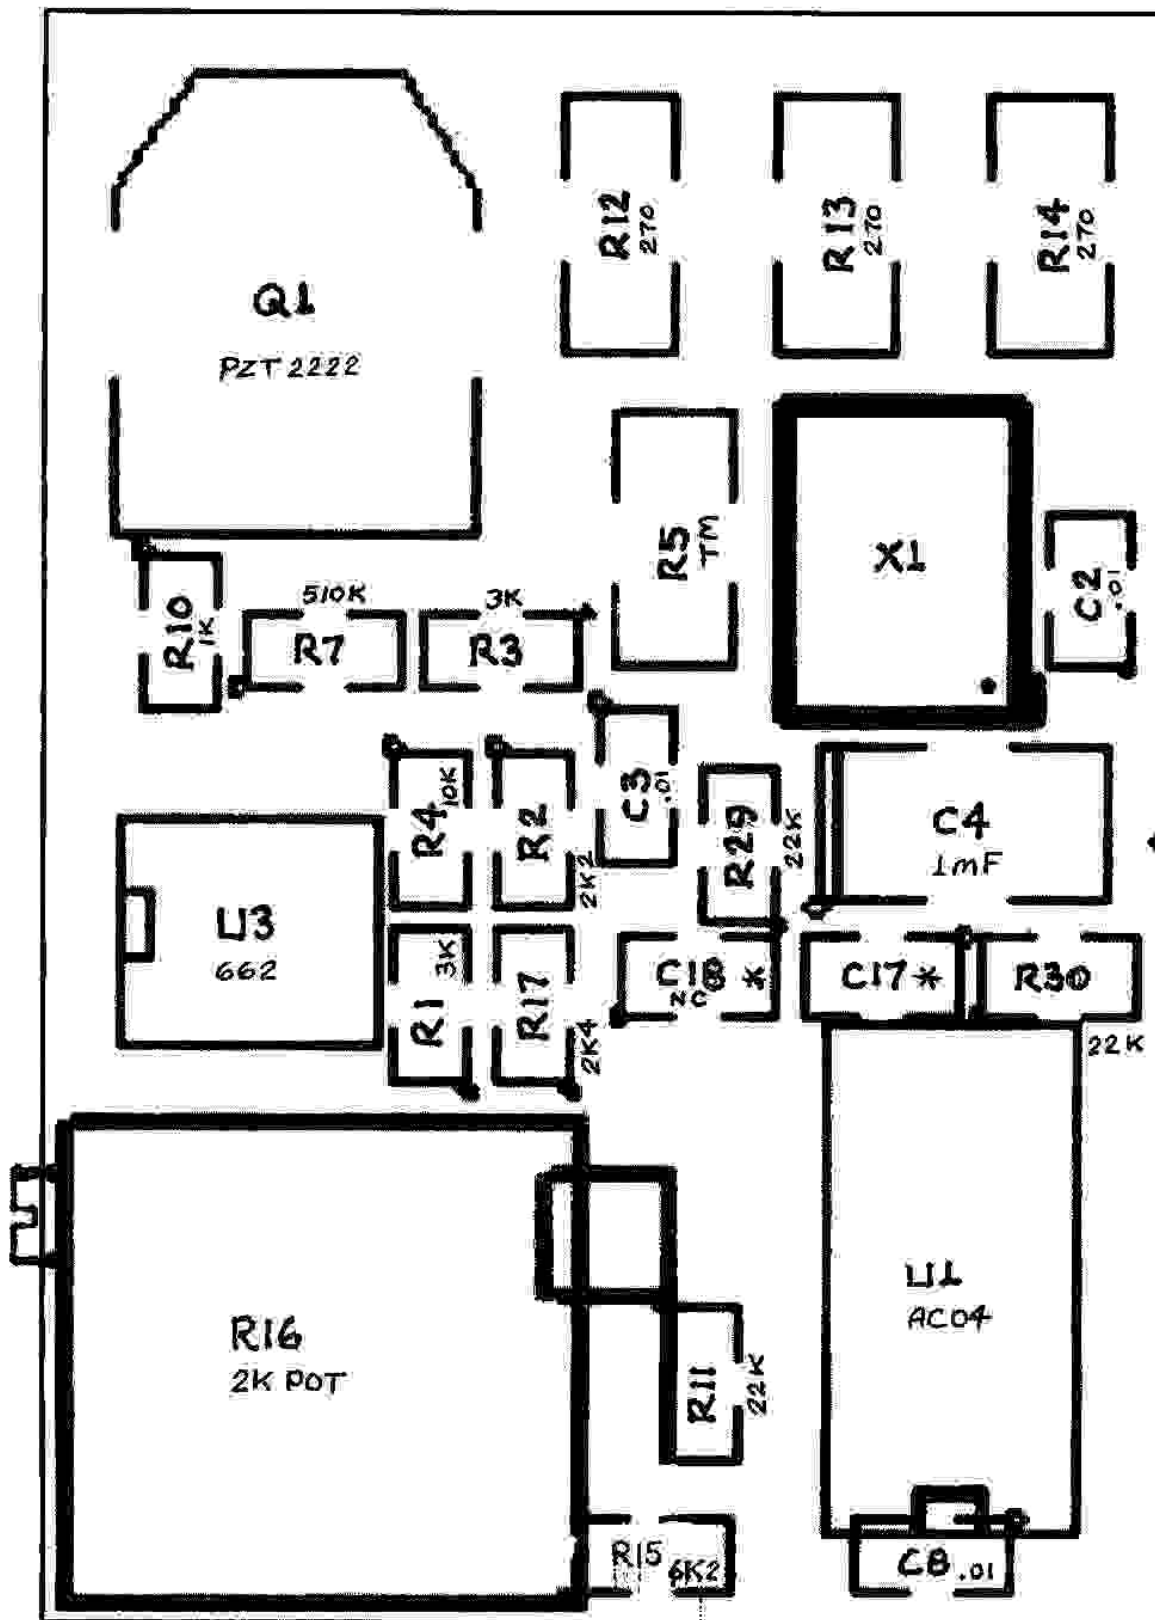 R12
270
R13
270
R14
270
Q1
PZT 2222
R5
TM
X1
C2
.01
R10
1K
510K
R7
3K
R3
R4
10K
R2
2K2
C3
.01
R29
22K
C4
1mF
U3
662
R1
3K
R17
2K4
C18 *
20
C17 *
R30
22K
U1
AC04
R16
2K POT
R11
22K
R15
6K2
C8 .01